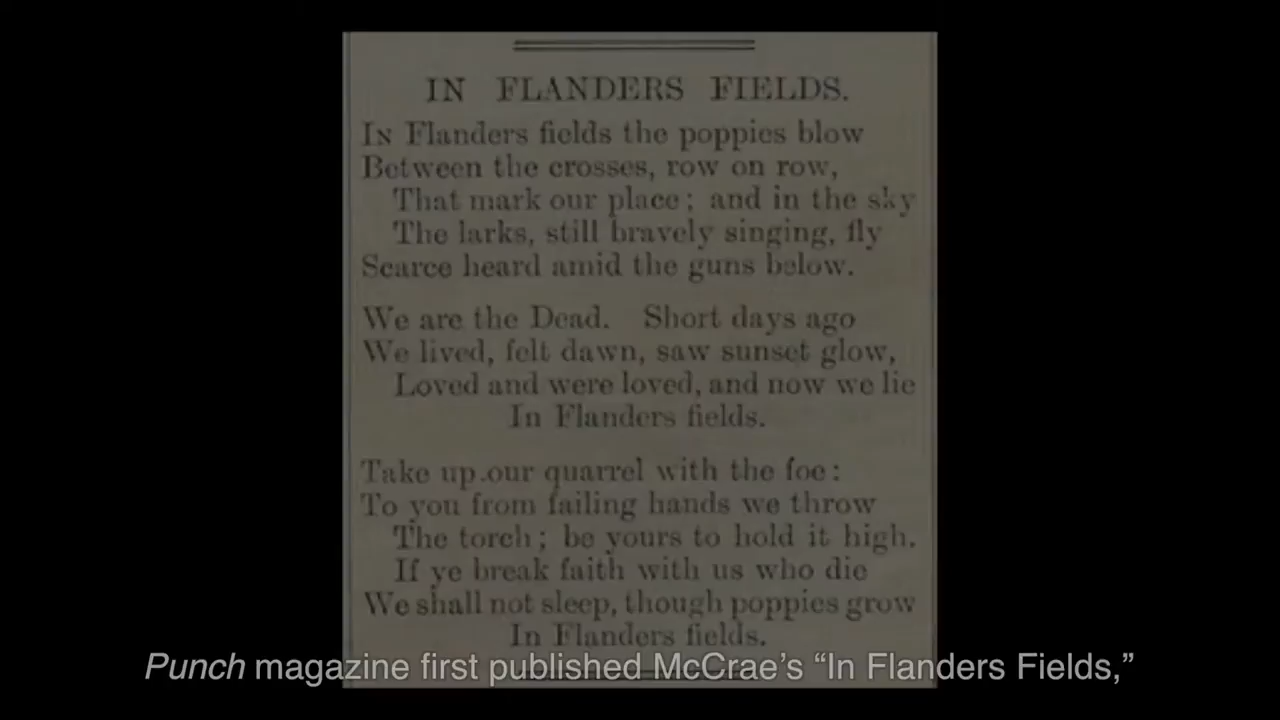 IN FLANDERS FIELDS.
In Flanders fields the poppies blow
Between the crosses, row on row,
That mark our place; and in the sky
The larks, still bravely singing, fly
Scarce heard amid the guns below.
We are the Dead. Short days ago
We lived, felt dawn, saw sunset glow,
Loved and were loved, and now we lie
In Flanders fields.
Take up our quarrel with the foe:
To you from failing hands we throw
The torch; be yours to hold it high.
If ye break faith with us who die
We shall not sleep, though poppies grow
In Flanders fields.
Punch magazine first published McCrae’s “In Flanders Fields,”